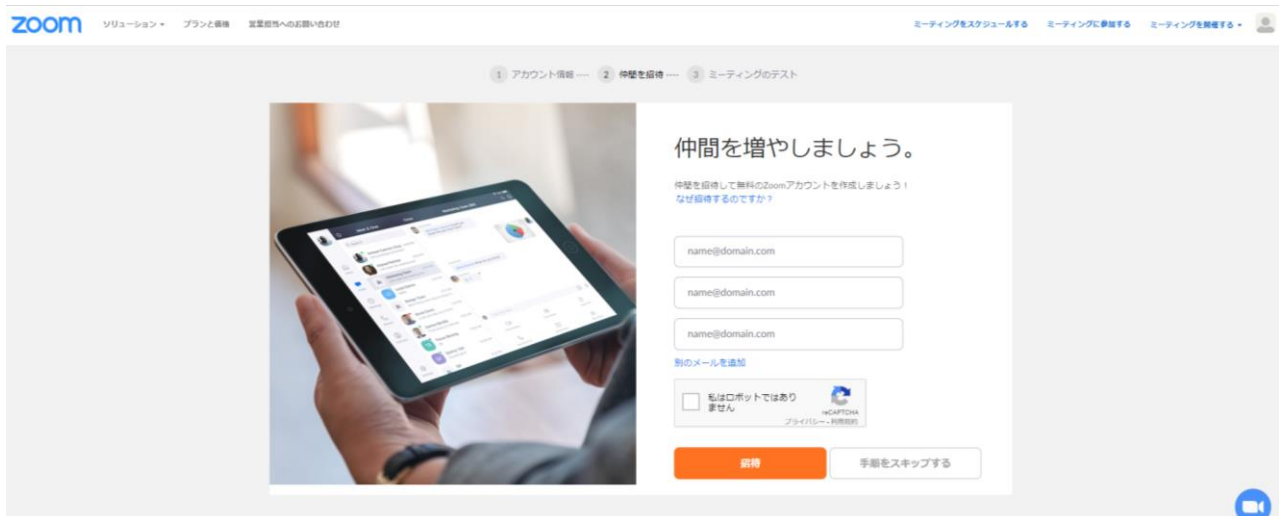 zoom
ソリューション
プランと価格
営業担当へのお問い合わせ
ミーティングをスケジュールする
ミーティングに参加する
ミーティングを開催する
1 アカウント情報
2 仲間を招待
3 ミーティングのテスト
仲間を増やしましょう。
仲間を招待して無料のZoomアカウントを作成しましょう！
なぜ招待するのですか？
name@domain.com
name@domain.com
name@domain.com
別のメールを追加
私はロボットではあり
ません
reCAPTCHA
プライバシー - 利用規約
招待
手順をスキップする